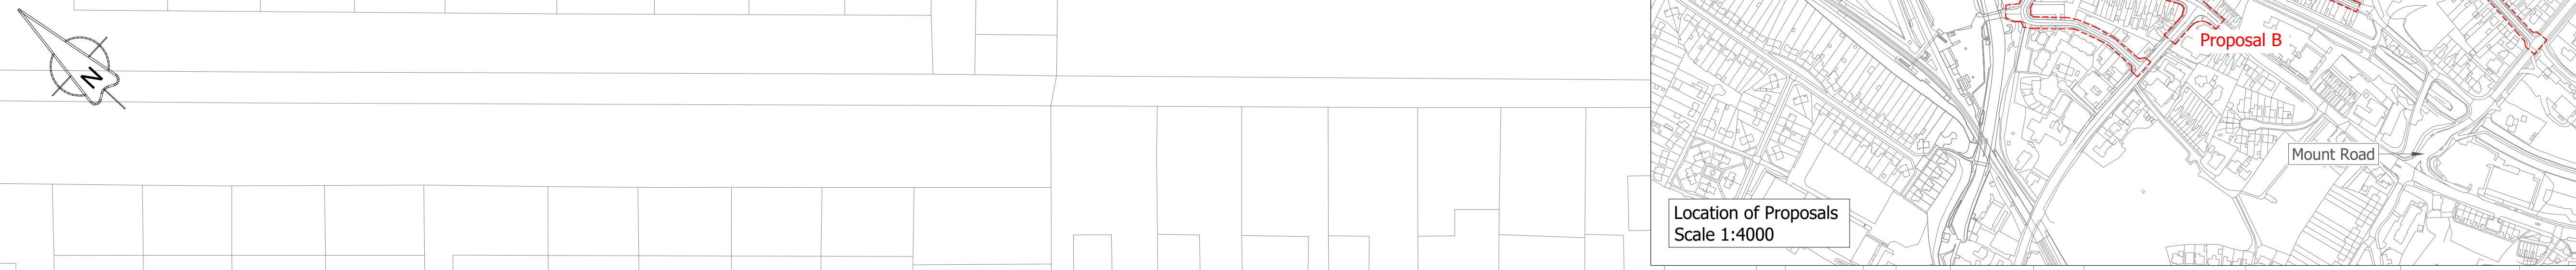 N
Proposal B
Mount Road
Location of Proposals
Scale 1:4000